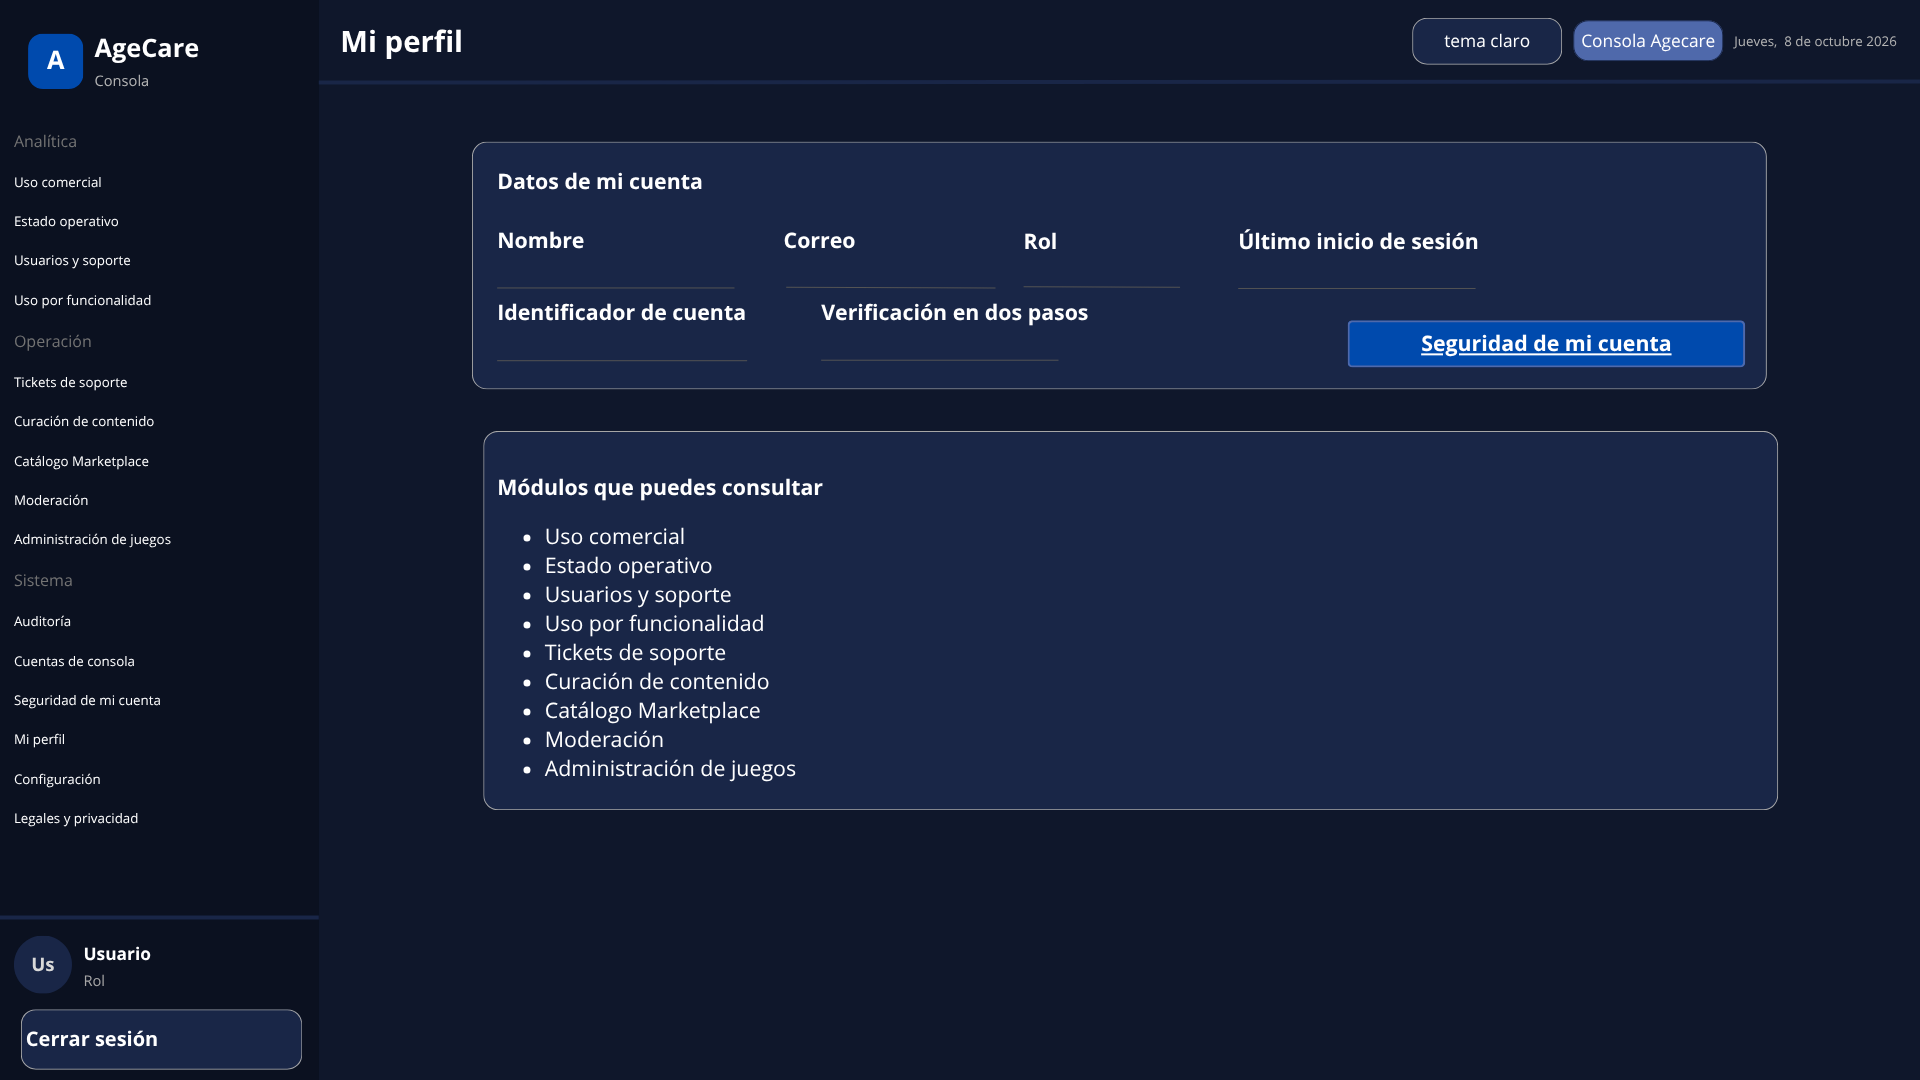 A
AgeCare
Consola
Analítica
Uso comercial
Estado operativo
Usuarios y soporte
Uso por funcionalidad
Operación
Tickets de soporte
Curación de contenido
Catálogo Marketplace
Moderación
Administración de juegos
Sistema
Auditoría
Cuentas de consola
Seguridad de mi cuenta
Mi perfil
Configuración
Legales y privacidad
Us
Usuario
Rol
Cerrar sesión
Mi perfil
tema claro
Consola Agecare
Jueves, 8 de octubre 2026
Datos de mi cuenta
Nombre
Correo
Rol
Último inicio de sesión
Identificador de cuenta
Verificación en dos pasos
Seguridad de mi cuenta
Módulos que puedes consultar
• Uso comercial
• Estado operativo
• Usuarios y soporte
• Uso por funcionalidad
• Tickets de soporte
• Curación de contenido
• Catálogo Marketplace
• Moderación
• Administración de juegos